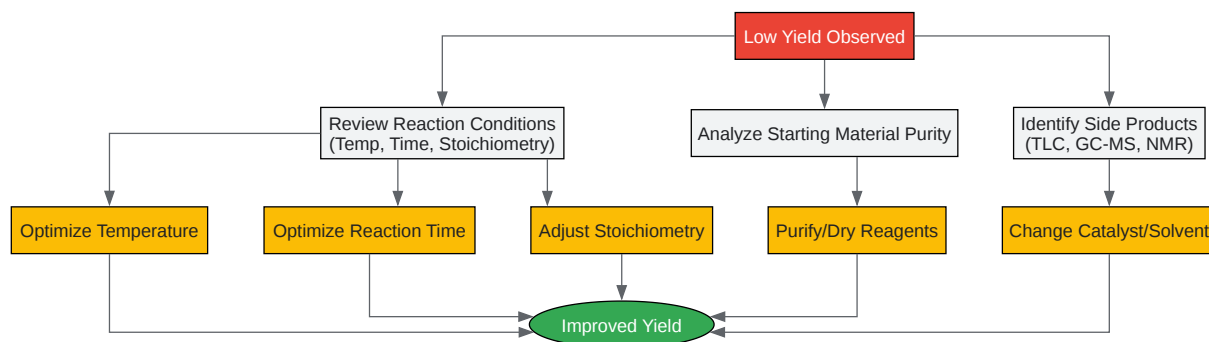 Low Yield Observed
Review Reaction Conditions
(Temp, Time, Stoichiometry)
Analyze Starting Material Purity
Identify Side Products
(TLC, GC-MS, NMR)
Optimize Temperature
Optimize Reaction Time
Adjust Stoichiometry
Purify/Dry Reagents
Change Catalyst/Solvent
Improved Yield